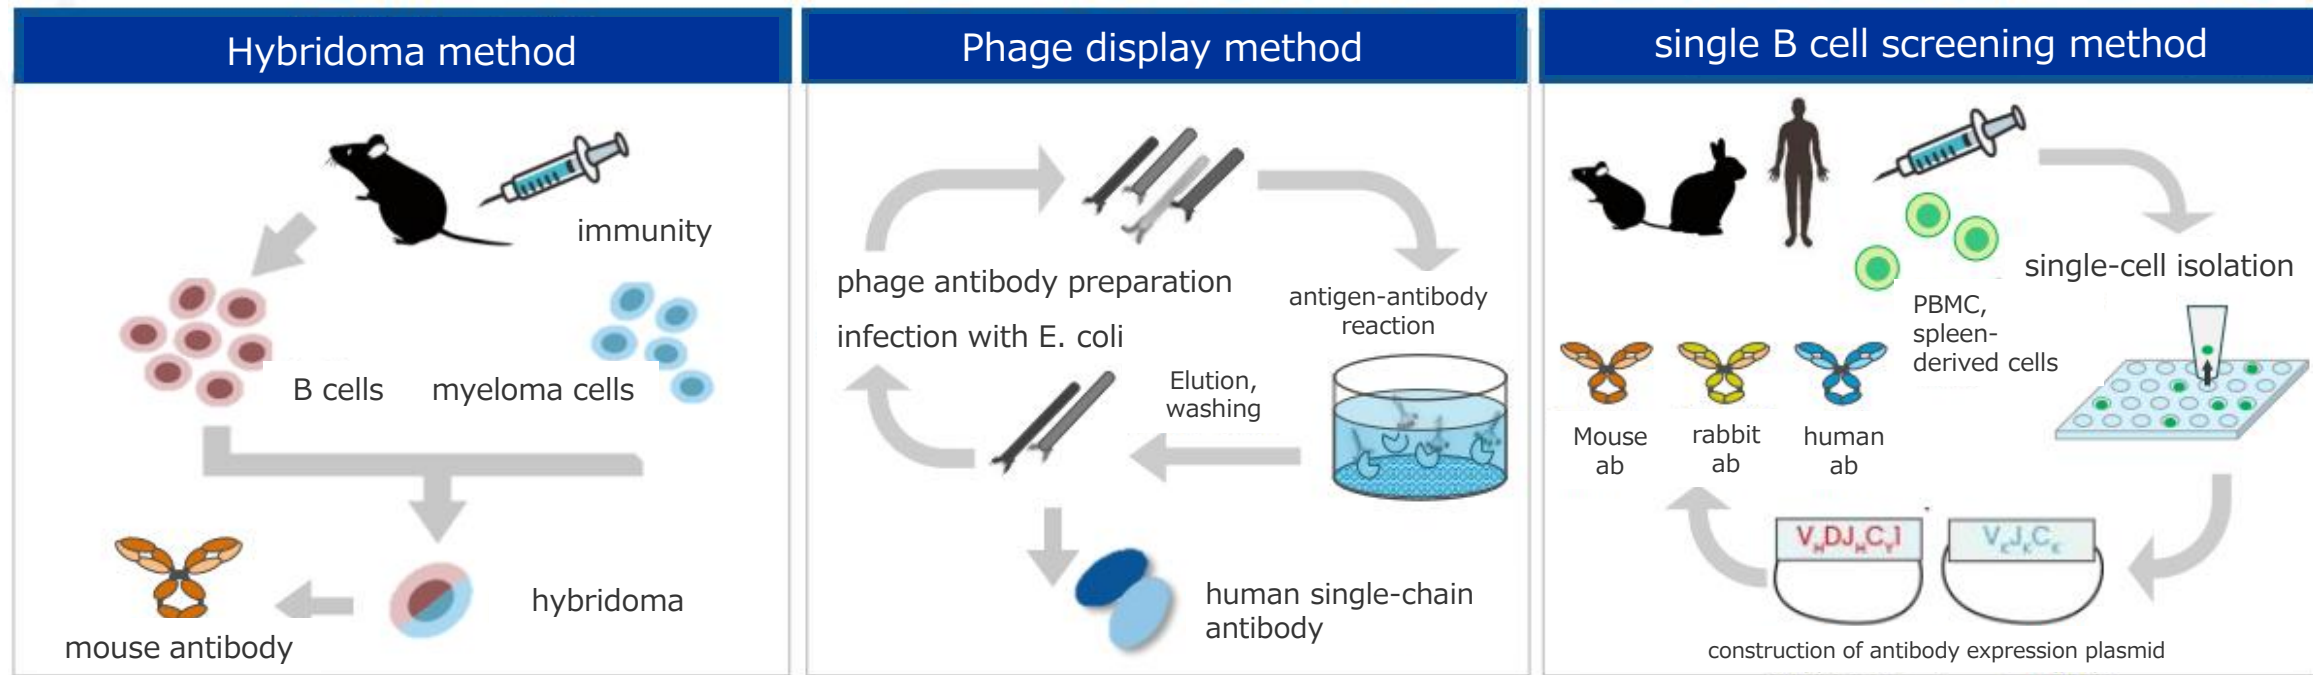 Hybridoma method
immunity
B cells
myeloma cells
hybridoma
mouse antibody
Phage display method
phage antibody preparation
infection with E. coli
antigen-antibody
reaction
Elution,
washing
human single-chain
antibody
single B cell screening method
single-cell isolation
PBMC,
spleen-
derived cells
Mouse
ab
rabbit
ab
human
ab
VHDJHCγ1
VκJκCκ
construction of antibody expression plasmid